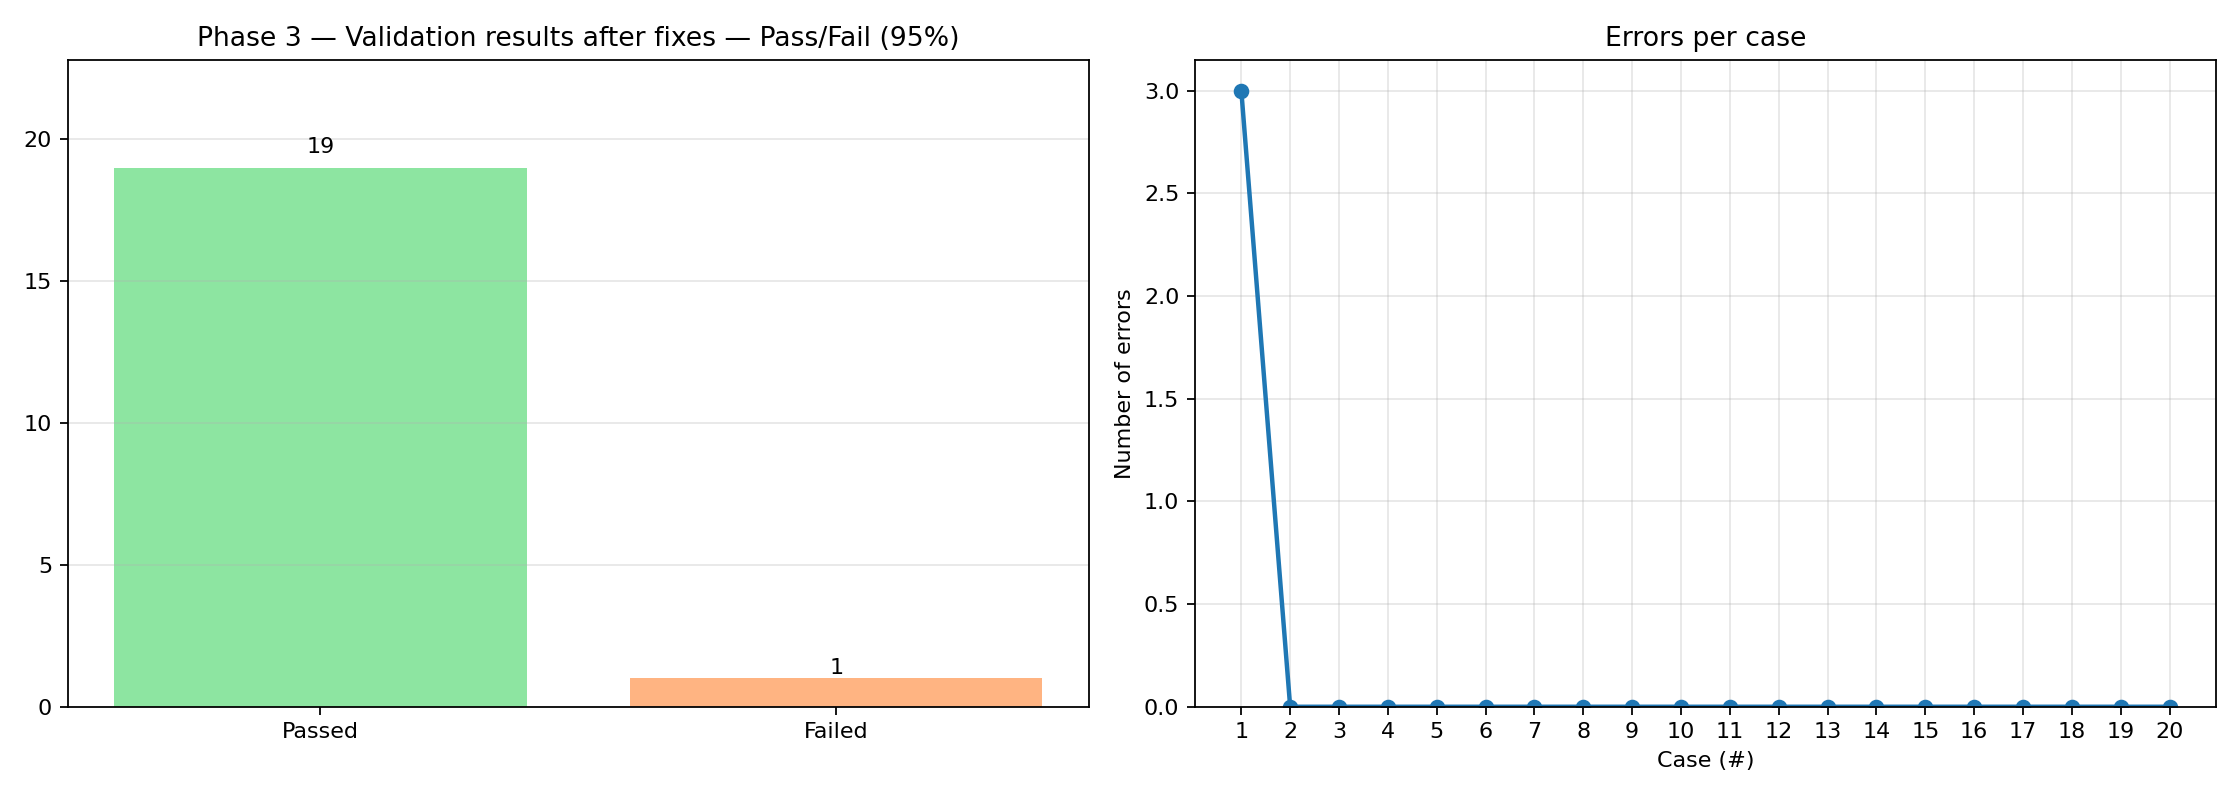 Phase 3 — Validation results after fixes — Pass/Fail (95%)
20
15
10
5
0
19
1
Passed
Failed
Errors per case
Number of errors
3.0
2.5
2.0
1.5
1.0
0.5
0.0
1 2 3 4 5 6 7 8 9 10 11 12 13 14 15 16 17 18 19 20
Case (#)